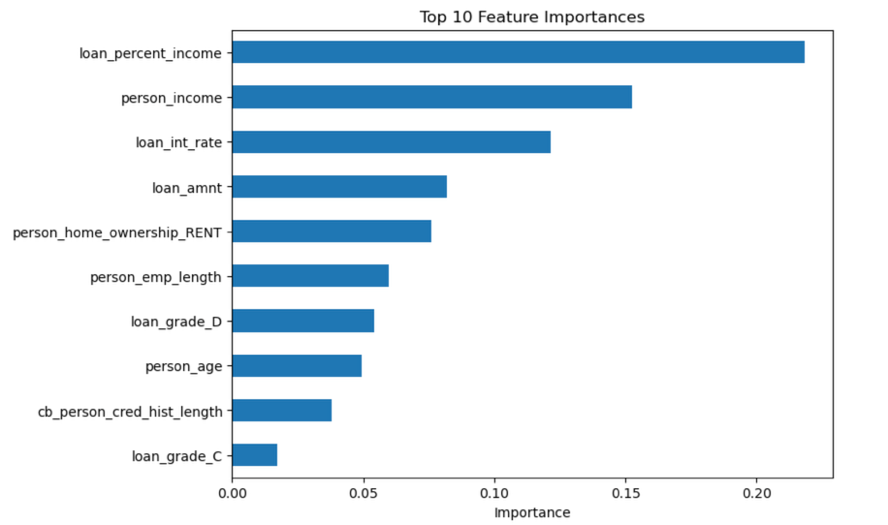 Top 10 Feature Importances
loan_percent_income
person_income
loan_int_rate
loan_amnt
person_home_ownership_RENT
person_emp_length
loan_grade_D
person_age
cb_person_cred_hist_length
loan_grade_C
0.00 0.05 0.10 0.15 0.20
Importance